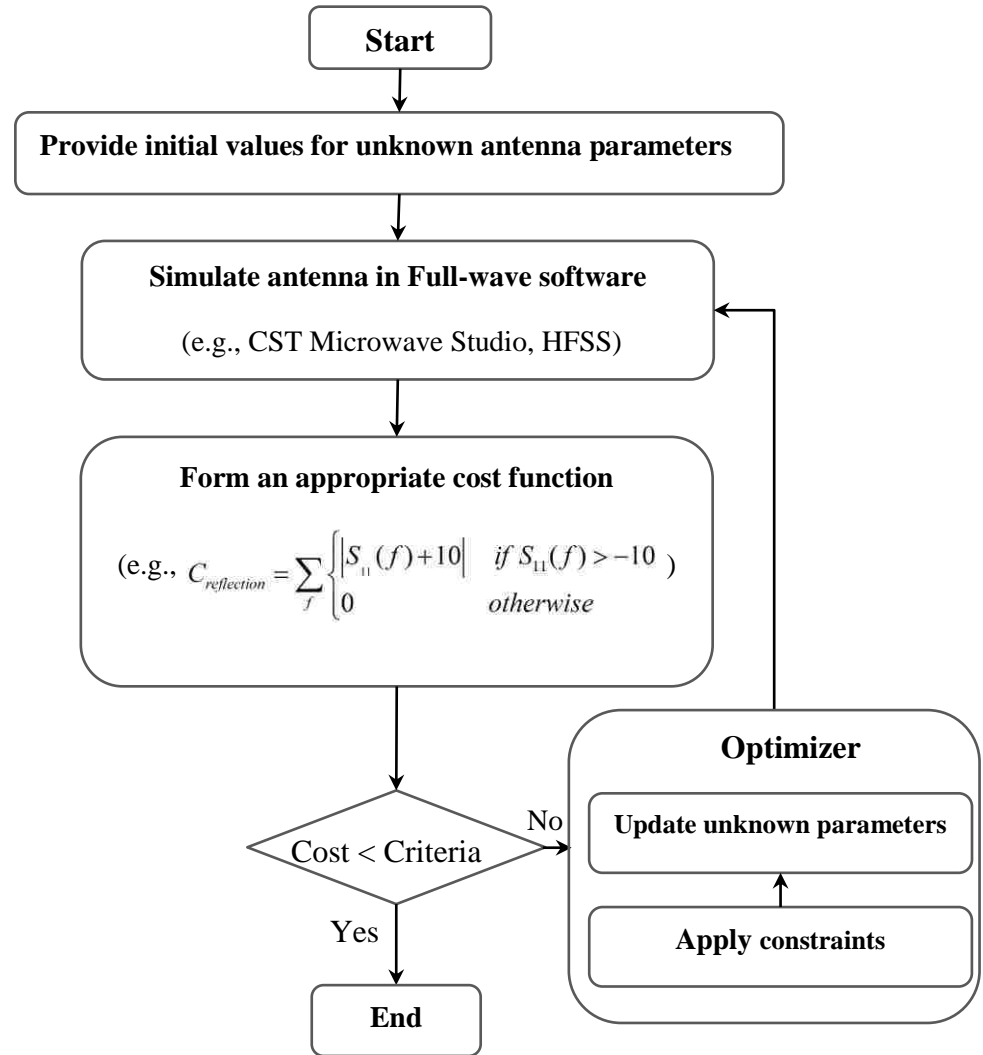 Start
Provide initial values for unknown antenna parameters
Simulate antenna in Full-wave software
(e.g., CST Microwave Studio, HFSS)
Form an appropriate cost function
(e.g., C_reflection = ∑_f { |S_11(f)+10| if S_11(f) > −10 )
0 otherwise
Cost < Criteria
No
Yes
End
Optimizer
Update unknown parameters
Apply constraints